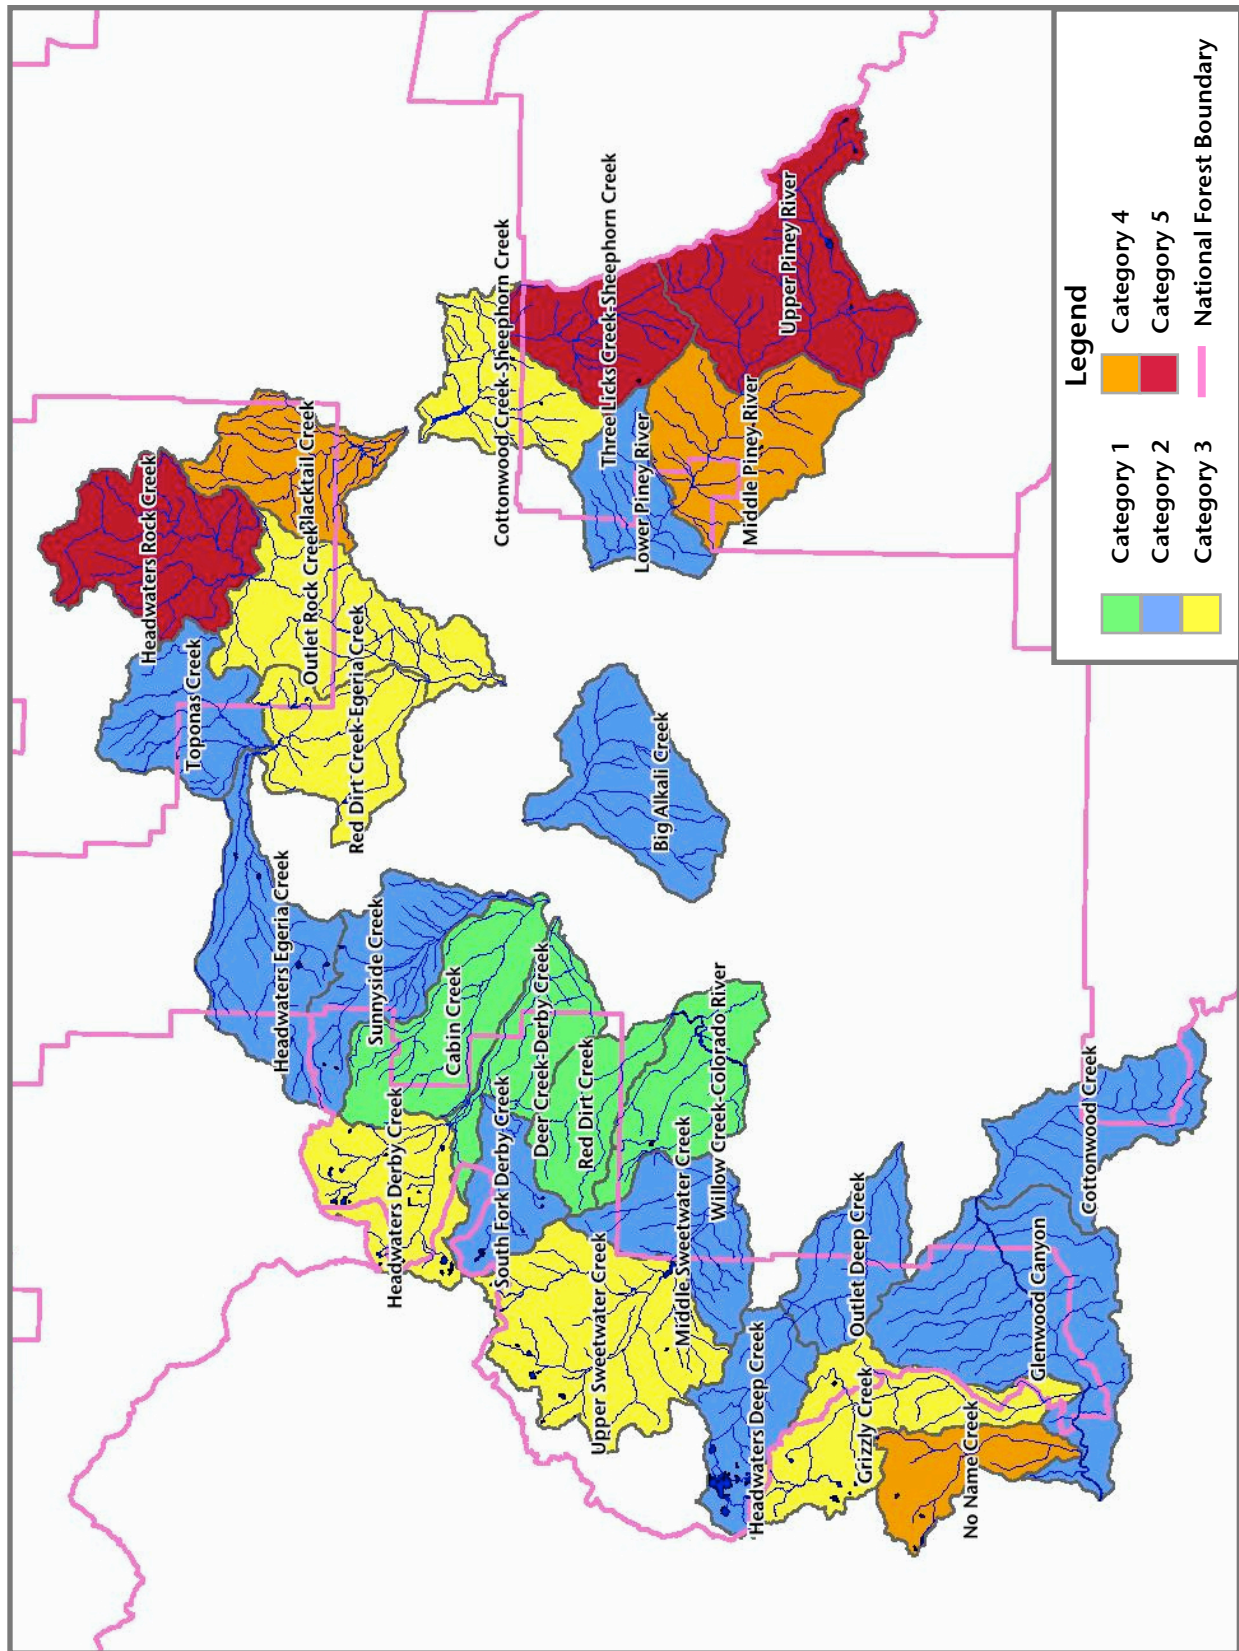 Headwaters Rock Creek
Toponas Creek
Blacktail Creek
Outlet Rock Creek
Red Dirt Creek-Egeria Creek
Headwaters Egeria Creek
Sunnyside Creek
Cabin Creek
Headwaters Derby Creek
South Fork Derby Creek
Deer Creek-Derby Creek
Red Dirt Creek
Willow Creek-Colorado River
Middle Sweetwater Creek
Upper Sweetwater Creek
Big Alkali Creek
Cottonwood Creek-Sheephorn Creek
Three Licks Creek-Sheephorn Creek
Lower Piney River
Middle Piney River
Upper Piney River
Headwaters Deep Creek
Outlet Deep Creek
Grizzly Creek
No Name Creek
Glenwood Canyon
Cottonwood Creek
Legend
Category 1
Category 2
Category 3
Category 4
Category 5
National Forest Boundary